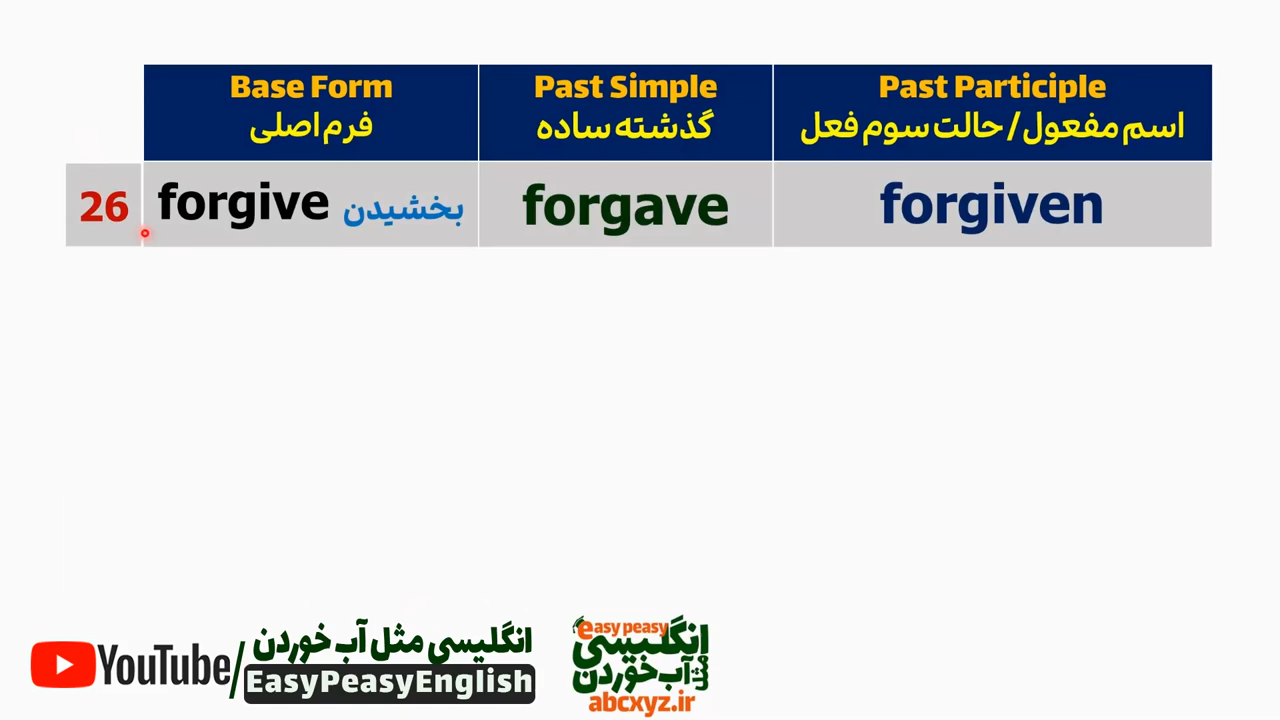 Base Form
فرم اصلی
Past Simple
گذشته ساده
Past Participle
اسم مفعول / حالت سوم فعل
26
forgive بخشیدن
forgave
forgiven
YouTube/
انگلیسی مثل آب خوردن
EasyPeasyEnglish
easy peasy
انگلیسی
مثل
آب خوردن
abcxyz.ir